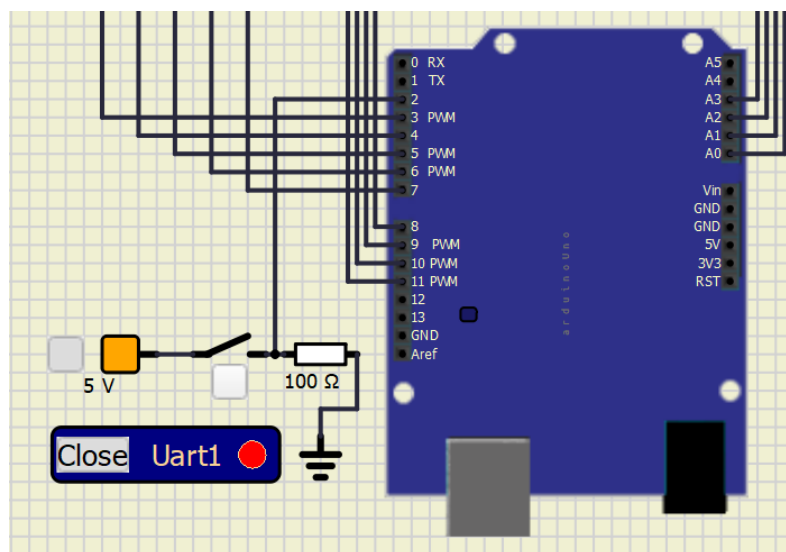 0 RX
1 TX
2
3 PWM
4
5 PWM
6 PWM
7
8
9 PWM
10 PWM
11 PWM
12
13
GND
Aref
A5
A4
A3
A2
A1
A0
Vin
GND
GND
5V
3V3
RST
arduinoUno
5 V
100 Ω
Close Uart1